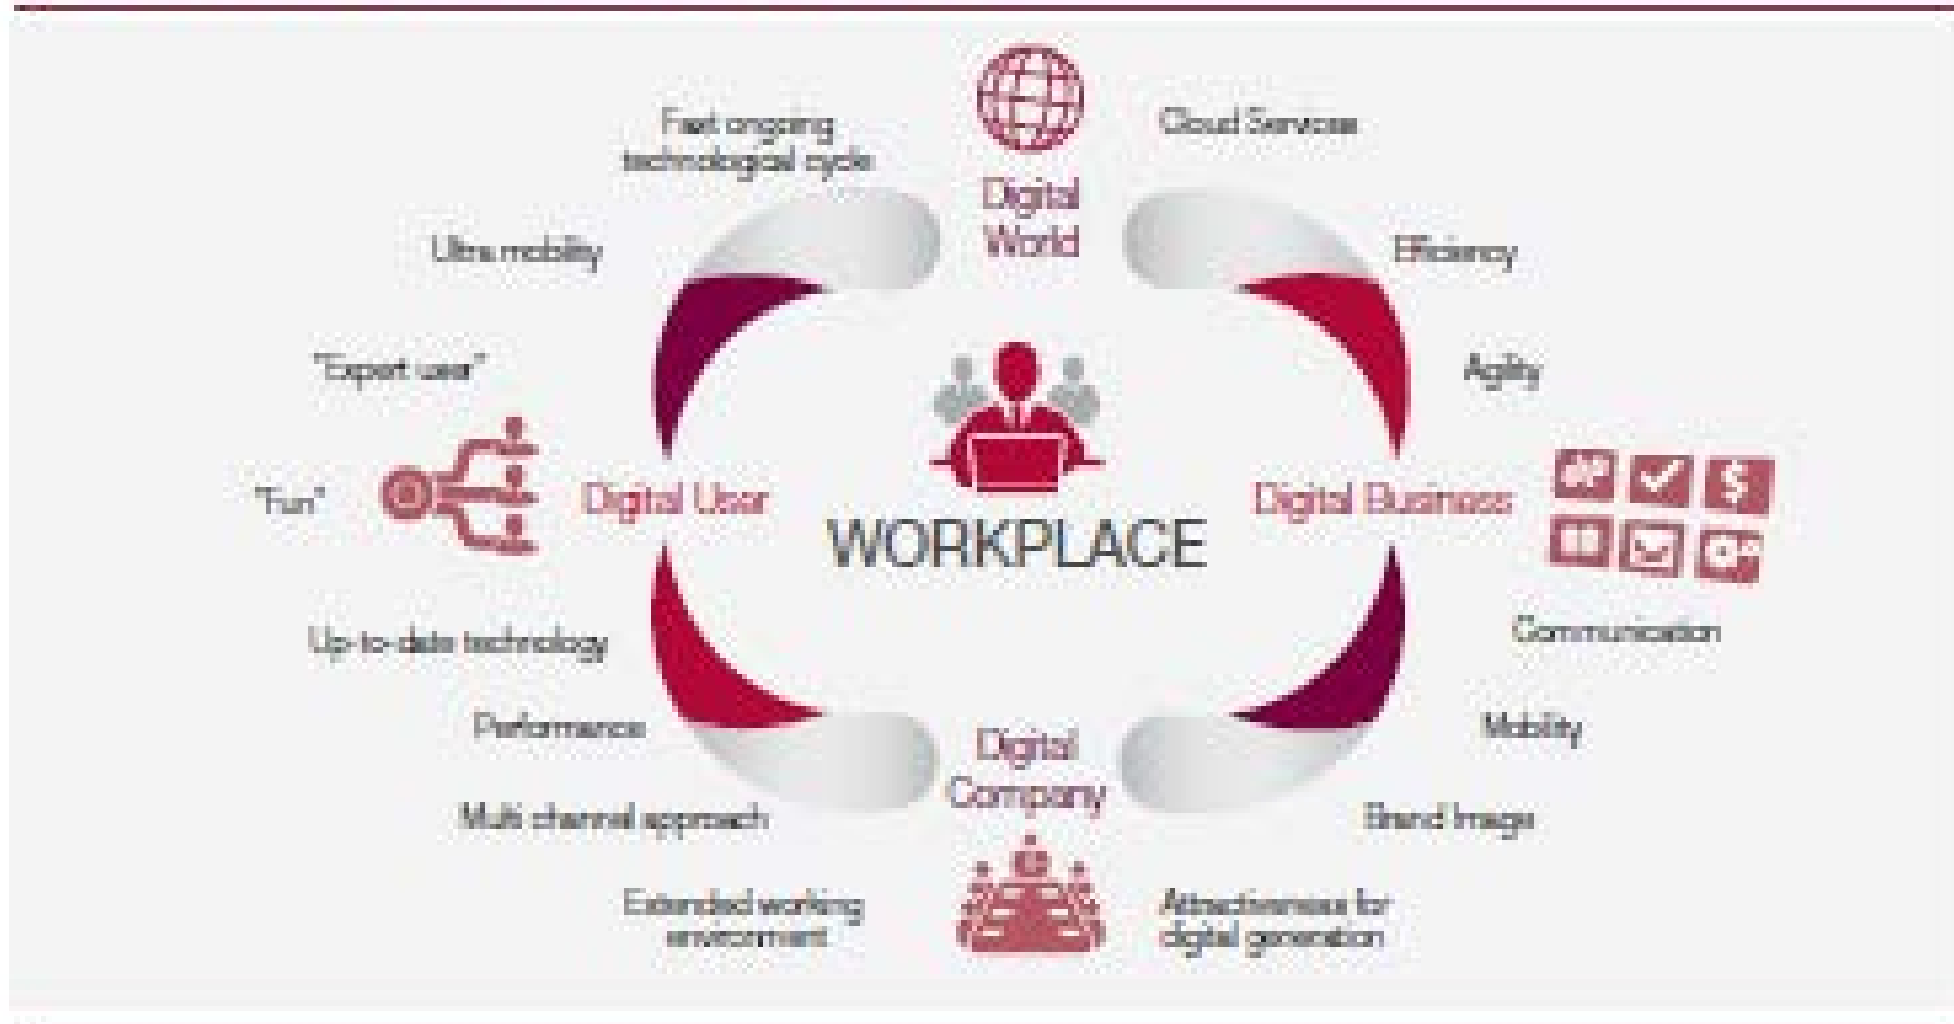 Fast ongoing
technological cycle
Cloud Services
Digital
World
Ultra mobility
Efficiency
"Expert user"
Agility
"Fun"
Digital User
Digital Business
WORKPLACE
Up-to-date technology
Communication
Performance
Mobility
Digital
Company
Multi channel approach
Brand Image
Extended working
environment
Attractiveness for
digital generation